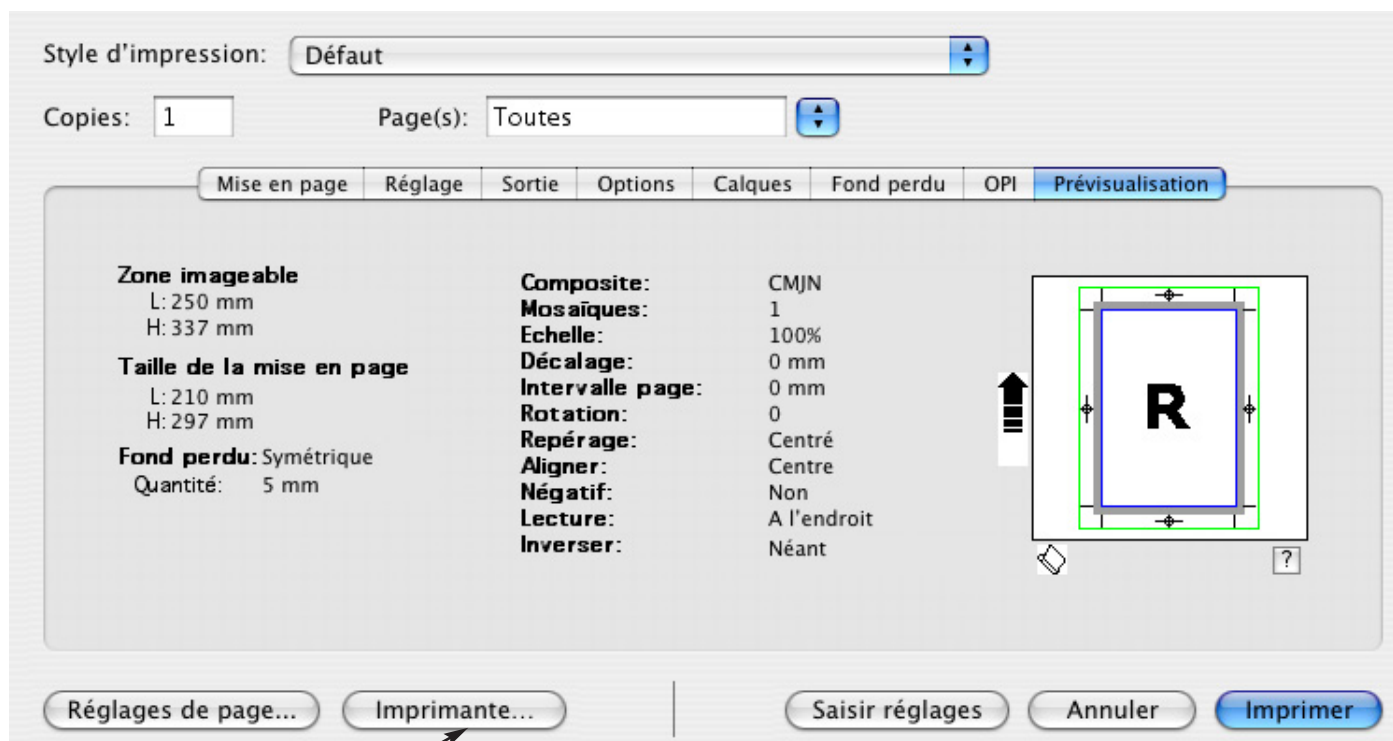 Style d'impression: Défaut
Copies: 1 Page(s): Toutes
Mise en page Réglage Sortie Options Calques Fond perdu OPI Prévisualisation
Zone imageable
L: 250 mm
H: 337 mm
Taille de la mise en page
L: 210 mm
H: 297 mm
Fond perdu: Symétrique
Quantité: 5 mm
Composite: CMJN
Mosaïques: 1
Echelle: 100%
Décalage: 0 mm
Intervalle page: 0 mm
Rotation: 0
Repérage: Centré
Aligner: Centre
Négatif: Non
Lecture: A l'endroit
Inverser: Néant
R
?
Réglages de page... Imprimante... Saisir réglages Annuler Imprimer